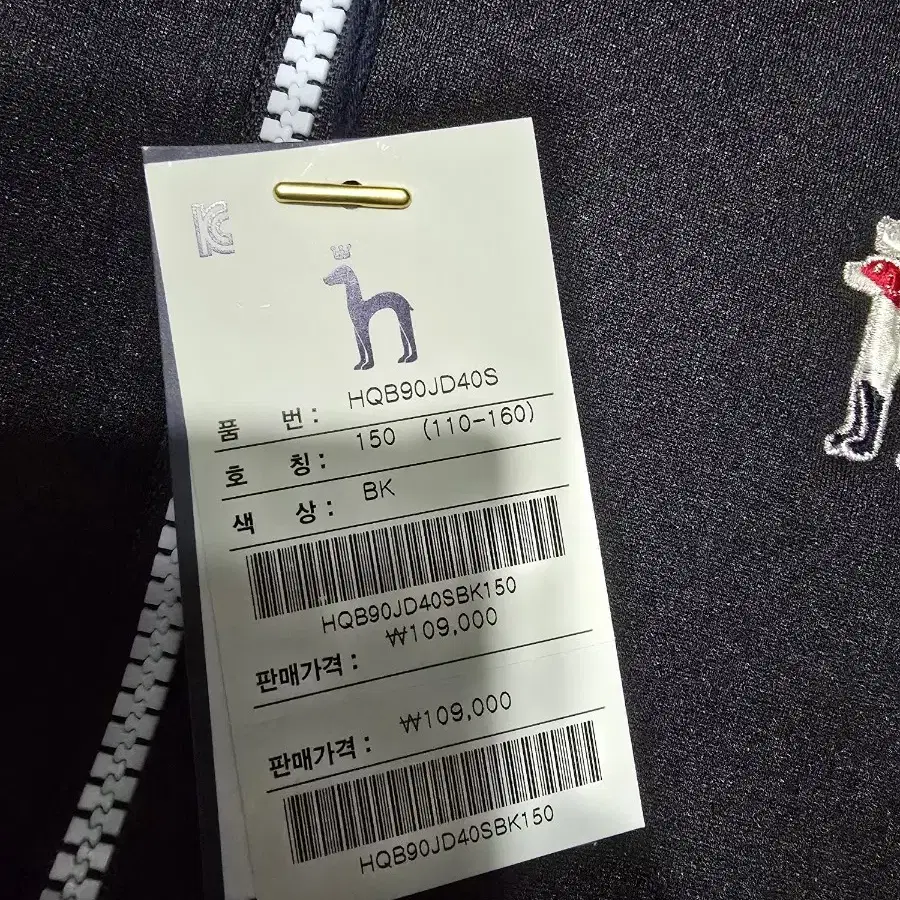 KC
품 번 : HQB90JD40S
호 칭 : 150 (110-160)
색 상 : BK
HQB90JD40SBK150
₩109,000
판매가격 :
₩109,000
판매가격 :
HQB90JD40SBK150